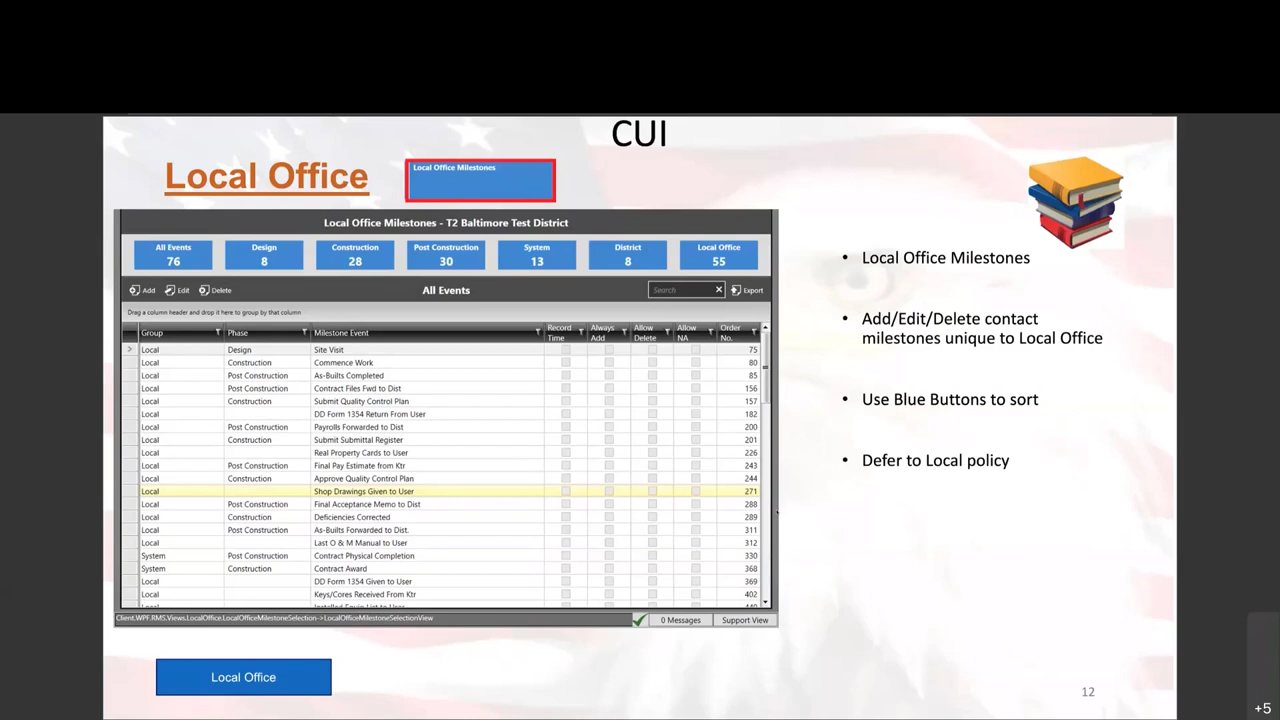 CUI
Local Office
Local Office Milestones
Local Office Milestones - T2 Baltimore Test District
All Events Design Construction Post Construction System District Local Office
76 8 28 30 13 8 55
Add Edit Delete All Events Search Export
Drag a column header and drop it here to group by that column
Group Phase Milestone Event Record Time Always Add Allow Delete Allow NA Order No.
Local Design Site Visit 75
Local Construction Commence Work 80
Local Post Construction As-Builts Completed 85
Local Post Construction Contract Files Fwd to Dist 156
Local Construction Submit Quality Control Plan 157
Local DD Form 1354 Return From User 182
Local Post Construction Payrolls Forwarded to Dist 200
Local Construction Submit Submittal Register 201
Local Real Property Cards to User 226
Local Post Construction Final Pay Estimate from Ktr 243
Local Construction Approve Quality Control Plan 244
Local Shop Drawings Given to User 271
Local Post Construction Final Acceptance Memo to Dist 288
Local Construction Deficiencies Corrected 289
Local Post Construction As-Builts Forwarded to Dist. 311
Local Last O & M Manual to User 312
System Post Construction Contract Physical Completion 330
System Construction Contract Award 368
Local DD Form 1354 Given to User 369
Local Keys/Cores Received From Ktr 402
Client.WPF.RMS.Views.LocalOffice.LocalOfficeMilestoneSelection->LocalOfficeMilestoneSelectionView
0 Messages Support View
• Local Office Milestones
• Add/Edit/Delete contact
milestones unique to Local Office
• Use Blue Buttons to sort
• Defer to Local policy
Local Office
12
+5